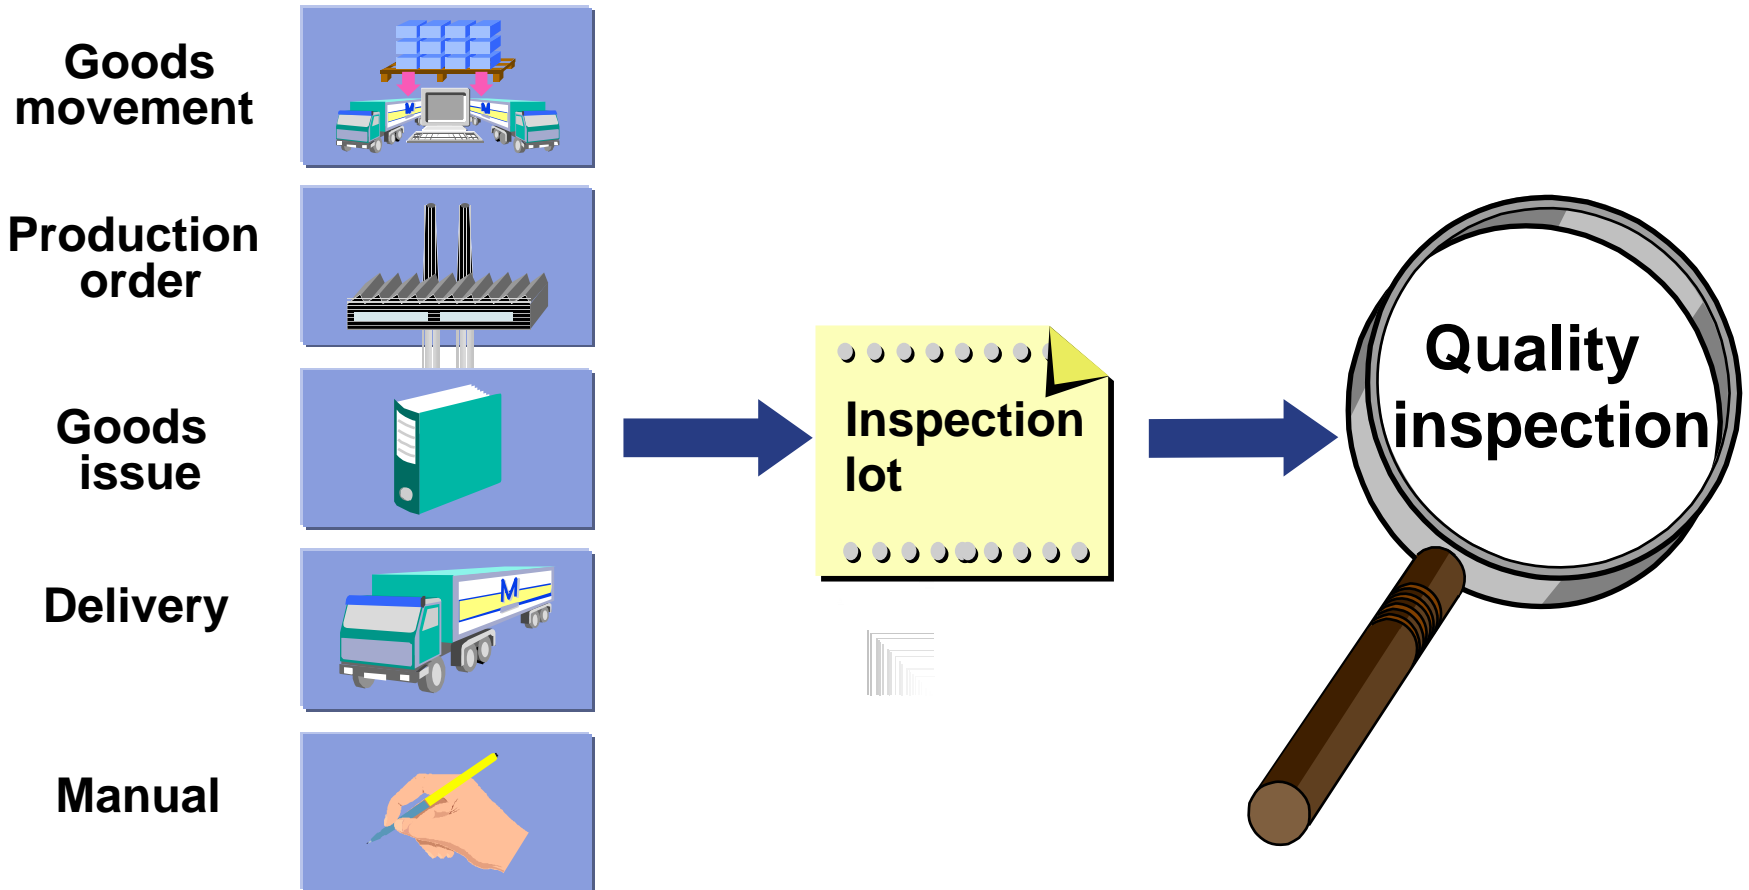 Goods
movement
M
M
Production
order
Goods
issue
Delivery
M
Manual
Inspection
lot
Quality
inspection